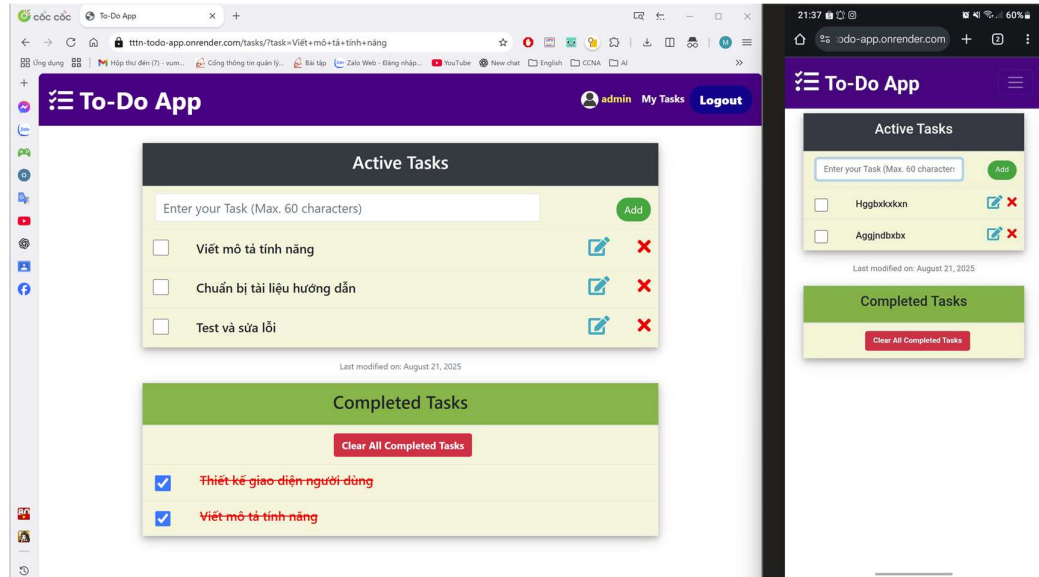 cốc cốc
To-Do App
tttn-todo-app.onrender.com/tasks/?task=Viết+mô+tả+tính+năng
Ứng dụng
Hộp thư đến (7) - vum...
Cổng thông tin quản lý...
Bài tập
Zalo Web - Đăng nhập...
YouTube
New chat
English
CCNA
AI
To-Do App
admin
My Tasks
Logout
Active Tasks
Enter your Task (Max. 60 characters)
Add
Viết mô tả tính năng
Chuẩn bị tài liệu hướng dẫn
Test và sửa lỗi
Last modified on: August 21, 2025
Completed Tasks
Clear All Completed Tasks
Thiết kế giao diện người dùng
Viết mô tả tính năng
21:37
60%
odo-app.onrender.com
2
To-Do App
Active Tasks
Enter your Task (Max. 60 character
Add
Hggbxkxkxn
Aggjndbxbx
Last modified on: August 21, 2025
Completed Tasks
Clear All Completed Tasks